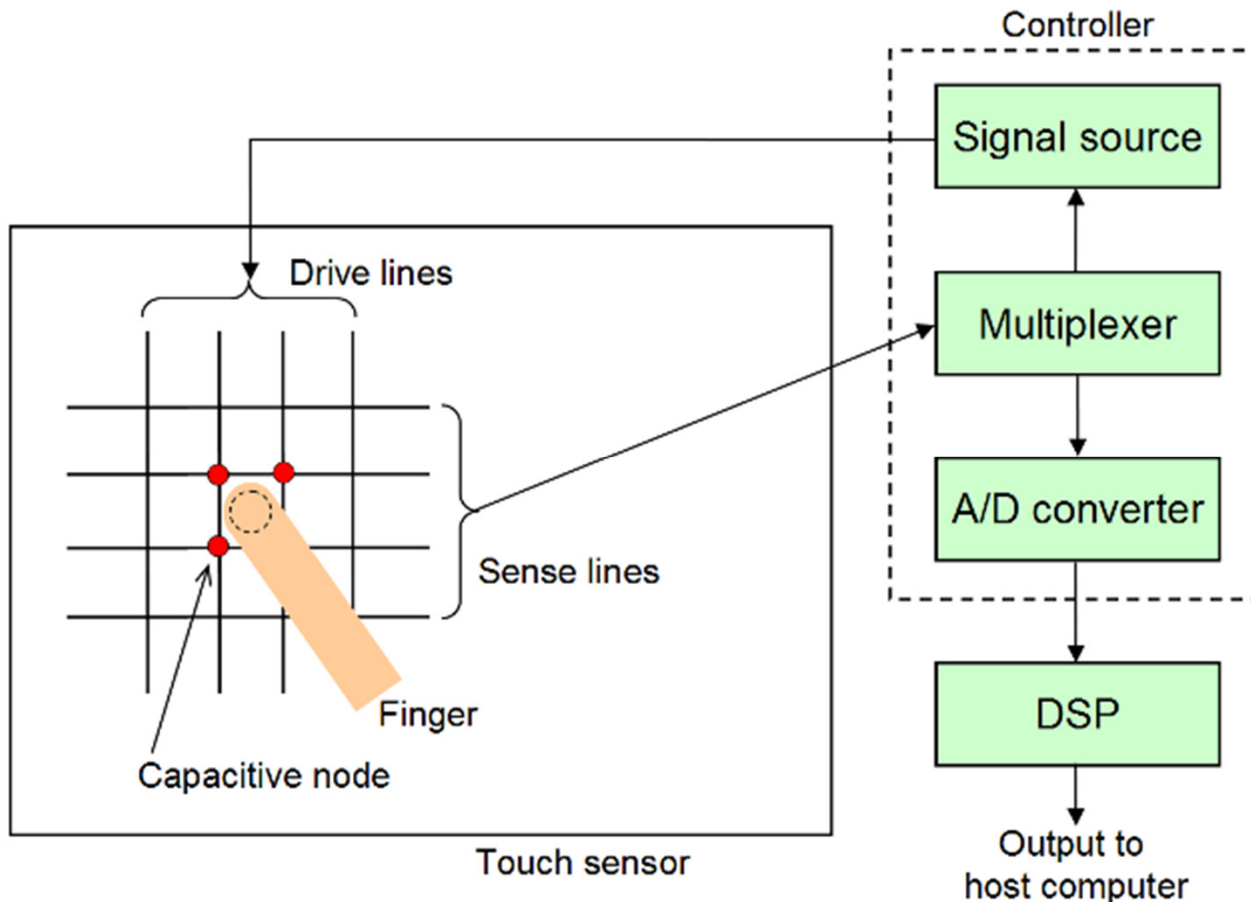 Controller
Signal source
Drive lines
Multiplexer
A/D converter
Sense lines
Finger
DSP
Capacitive node
Touch sensor
Output to
host computer